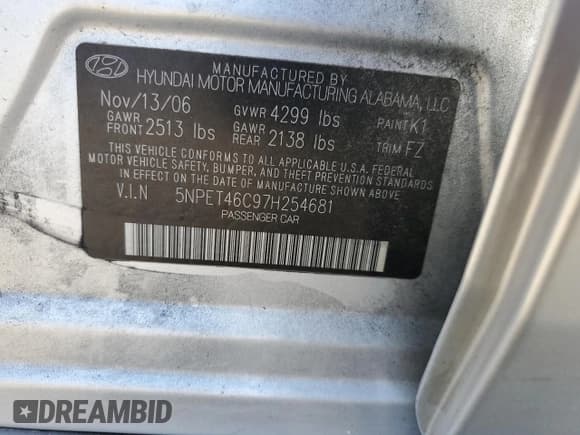 MANUFACTURED BY
HYUNDAI MOTOR MANUFACTURING ALABAMA, LLC
Nov/13/06 GVWR 4299 lbs PAINT K1
GAWR FRONT 2513 lbs GAWR REAR 2138 lbs TRIM FZ
THIS VEHICLE CONFORMS TO ALL APPLICABLE U.S.A. FEDERAL
MOTOR VEHICLE SAFETY, BUMPER, AND THEFT PREVENTION STANDARDS
IN EFFECT ON THE DATE OF MANUFACTURE SHOWN ABOVE
V.I.N 5NPET46C97H254681
PASSENGER CAR
DREAMBID